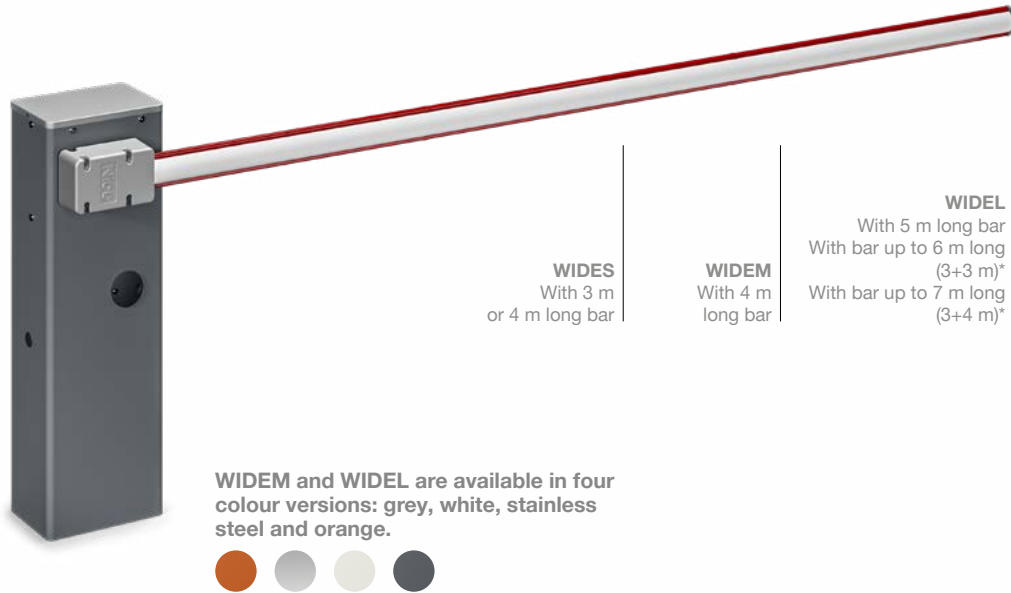 Nice
WIDES
With 3 m
or 4 m long bar
WIDEM
With 4 m
long bar
WIDEL
With 5 m long bar
With bar up to 6 m long
(3+3 m)*
With bar up to 7 m long
(3+4 m)*
WIDEM and WIDEL are available in four
colour versions: grey, white, stainless
steel and orange.